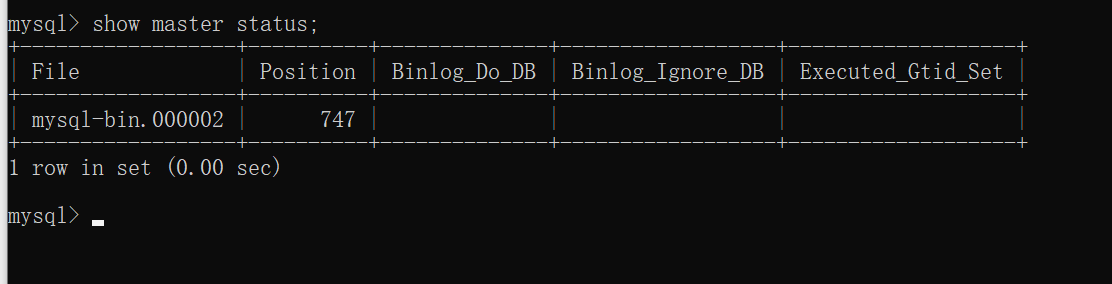 mysql> show master status;
+------------------+----------+--------------+------------------+-------------------+
| File             | Position | Binlog_Do_DB | Binlog_Ignore_DB | Executed_Gtid_Set |
+------------------+----------+--------------+------------------+-------------------+
| mysql-bin.000002 |      747 |              |                  |                   |
+------------------+----------+--------------+------------------+-------------------+
1 row in set (0.00 sec)
mysql>